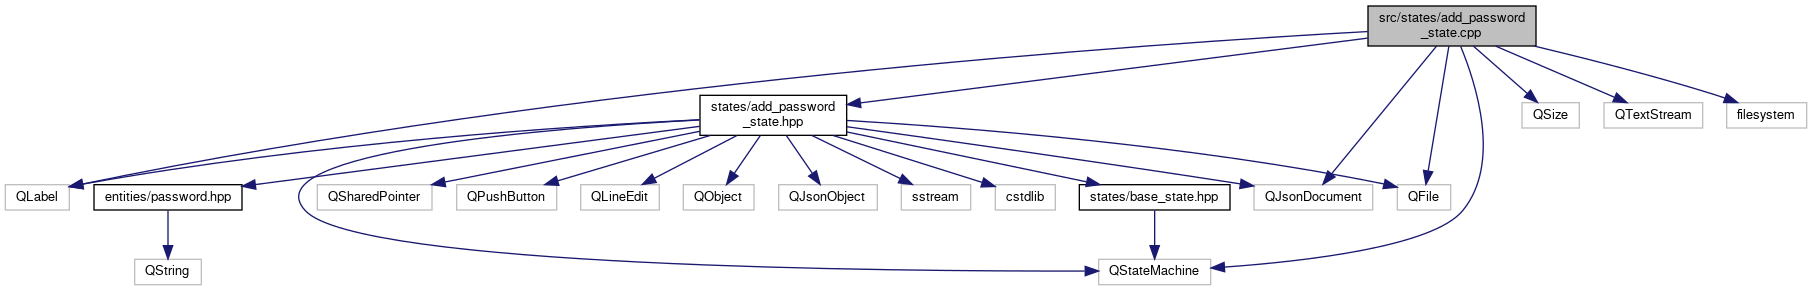 src/states/add_password
_state.cpp
states/add_password
_state.hpp
QSize
QTextStream
filesystem
QLabel
entities/password.hpp
QSharedPointer
QPushButton
QLineEdit
QObject
QJsonObject
sstream
cstdlib
states/base_state.hpp
QJsonDocument
QFile
QString
QStateMachine